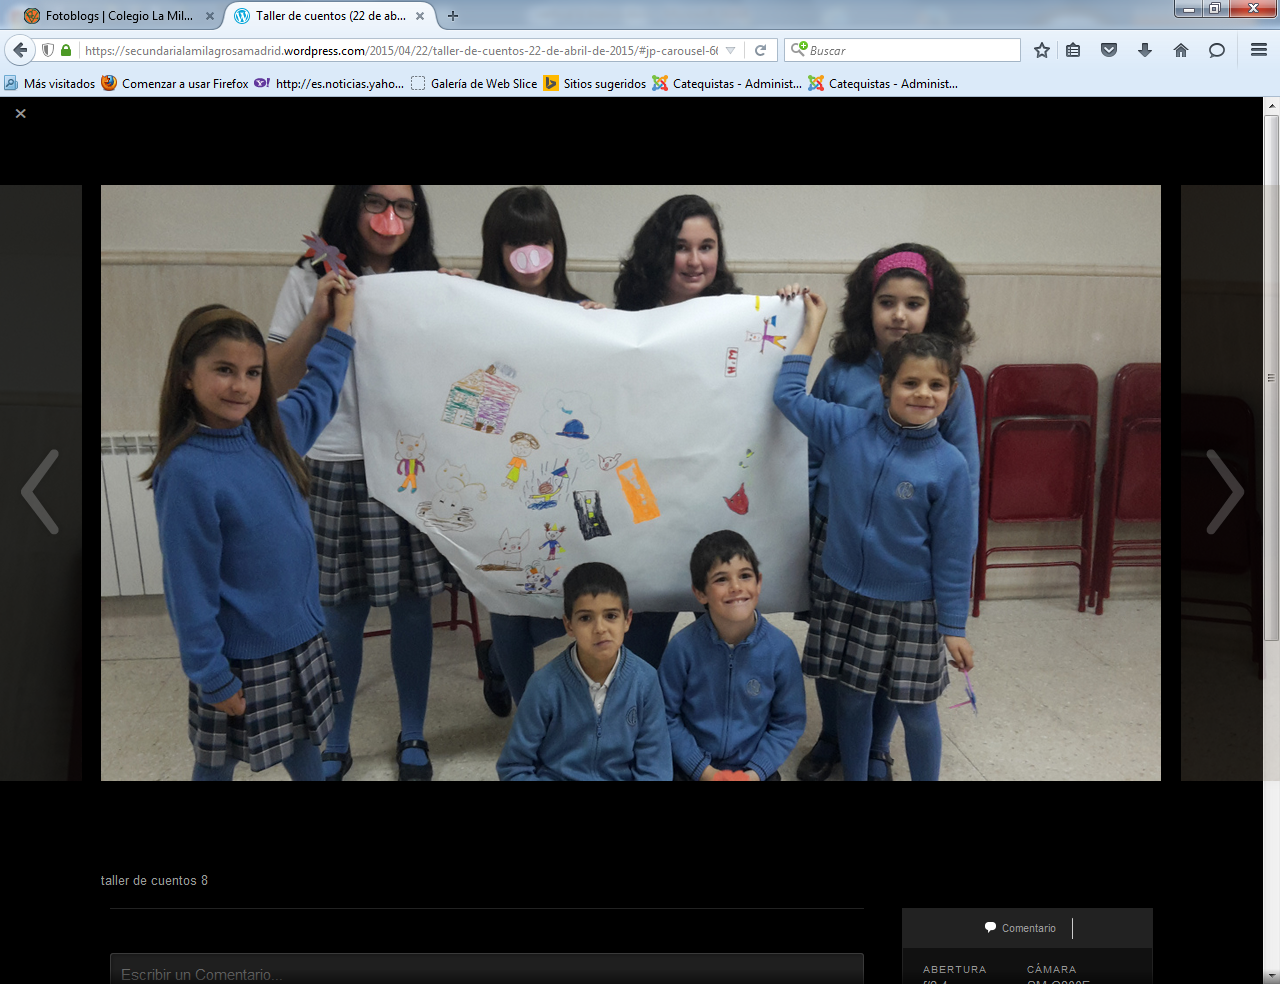 Fotoblogs | Colegio La Mil...
Taller de cuentos (22 de ab...
https://secundarialamilagrosamadrid.wordpress.com/2015/04/22/taller-de-cuentos-22-de-abril-de-2015/#jp-carousel-6
Buscar
Más visitados
Comenzar a usar Firefox
http://es.noticias.yaho...
Galería de Web Slice
Sitios sugeridos
Catequistas - Administ...
Catequistas - Administ...
taller de cuentos 8
Comentario
Escribir un Comentario...
ABERTURA
CÁMARA